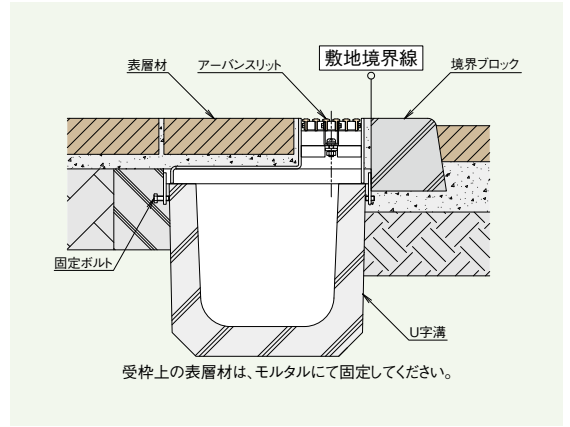 敷地境界線
表層材
アーバンスリット
境界ブロック
固定ボルト
U字溝
受枠上の表層材は、モルタルにて固定してください。